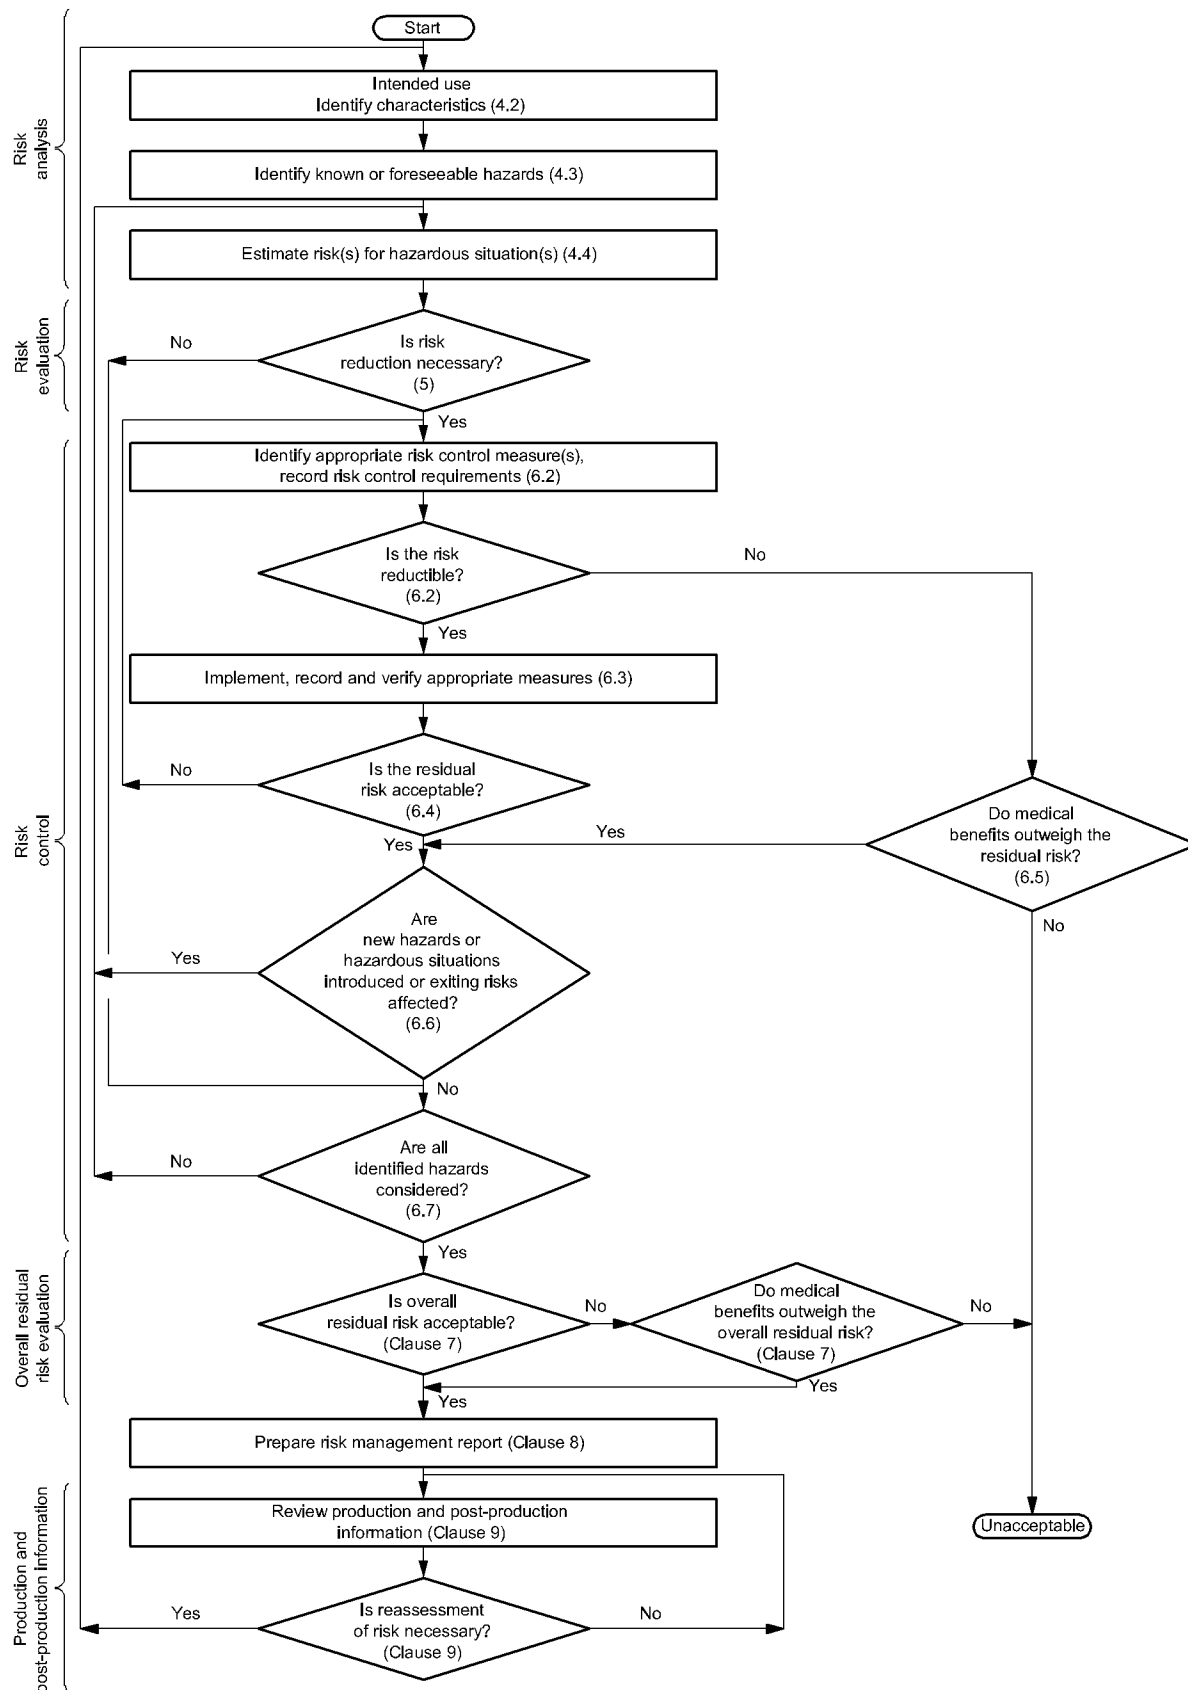 Start
Intended use
Identify characteristics (4.2)
Risk
analysis
Identify known or foreseeable hazards (4.3)
Estimate risk(s) for hazardous situation(s) (4.4)
Risk
evaluation
No
Is risk
reduction necessary?
(5)
Yes
Identify appropriate risk control measure(s),
record risk control requirements (6.2)
Is the risk
reductible?
(6.2)
No
Yes
Implement, record and verify appropriate measures (6.3)
No
Is the residual
risk acceptable?
(6.4)
Risk
control
Yes
Yes
Do medical
benefits outweigh the
residual risk?
(6.5)
No
Are
new hazards or
hazardous situations
introduced or exiting risks
affected?
(6.6)
Yes
No
No
Are all
identified hazards
considered?
(6.7)
Yes
Overall residual
risk evaluation
Is overall
residual risk acceptable?
(Clause 7)
No
Do medical
benefits outweigh the
overall residual risk?
(Clause 7)
No
Yes
Yes
Prepare risk management report (Clause 8)
Production and
post-production information
Review production and post-production
information (Clause 9)
Unacceptable
Yes
Is reassessment
of risk necessary?
(Clause 9)
No